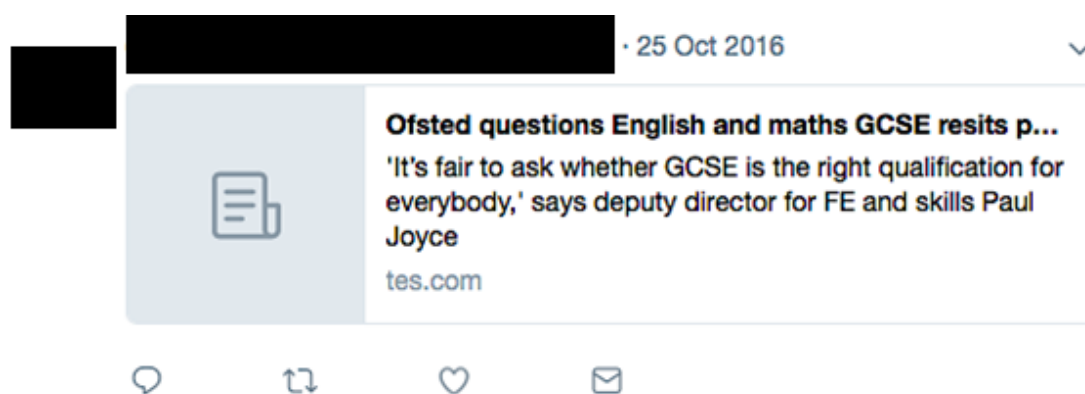 · 25 Oct 2016
Ofsted questions English and maths GCSE resits p...
'It's fair to ask whether GCSE is the right qualification for
everybody,' says deputy director for FE and skills Paul
Joyce
tes.com